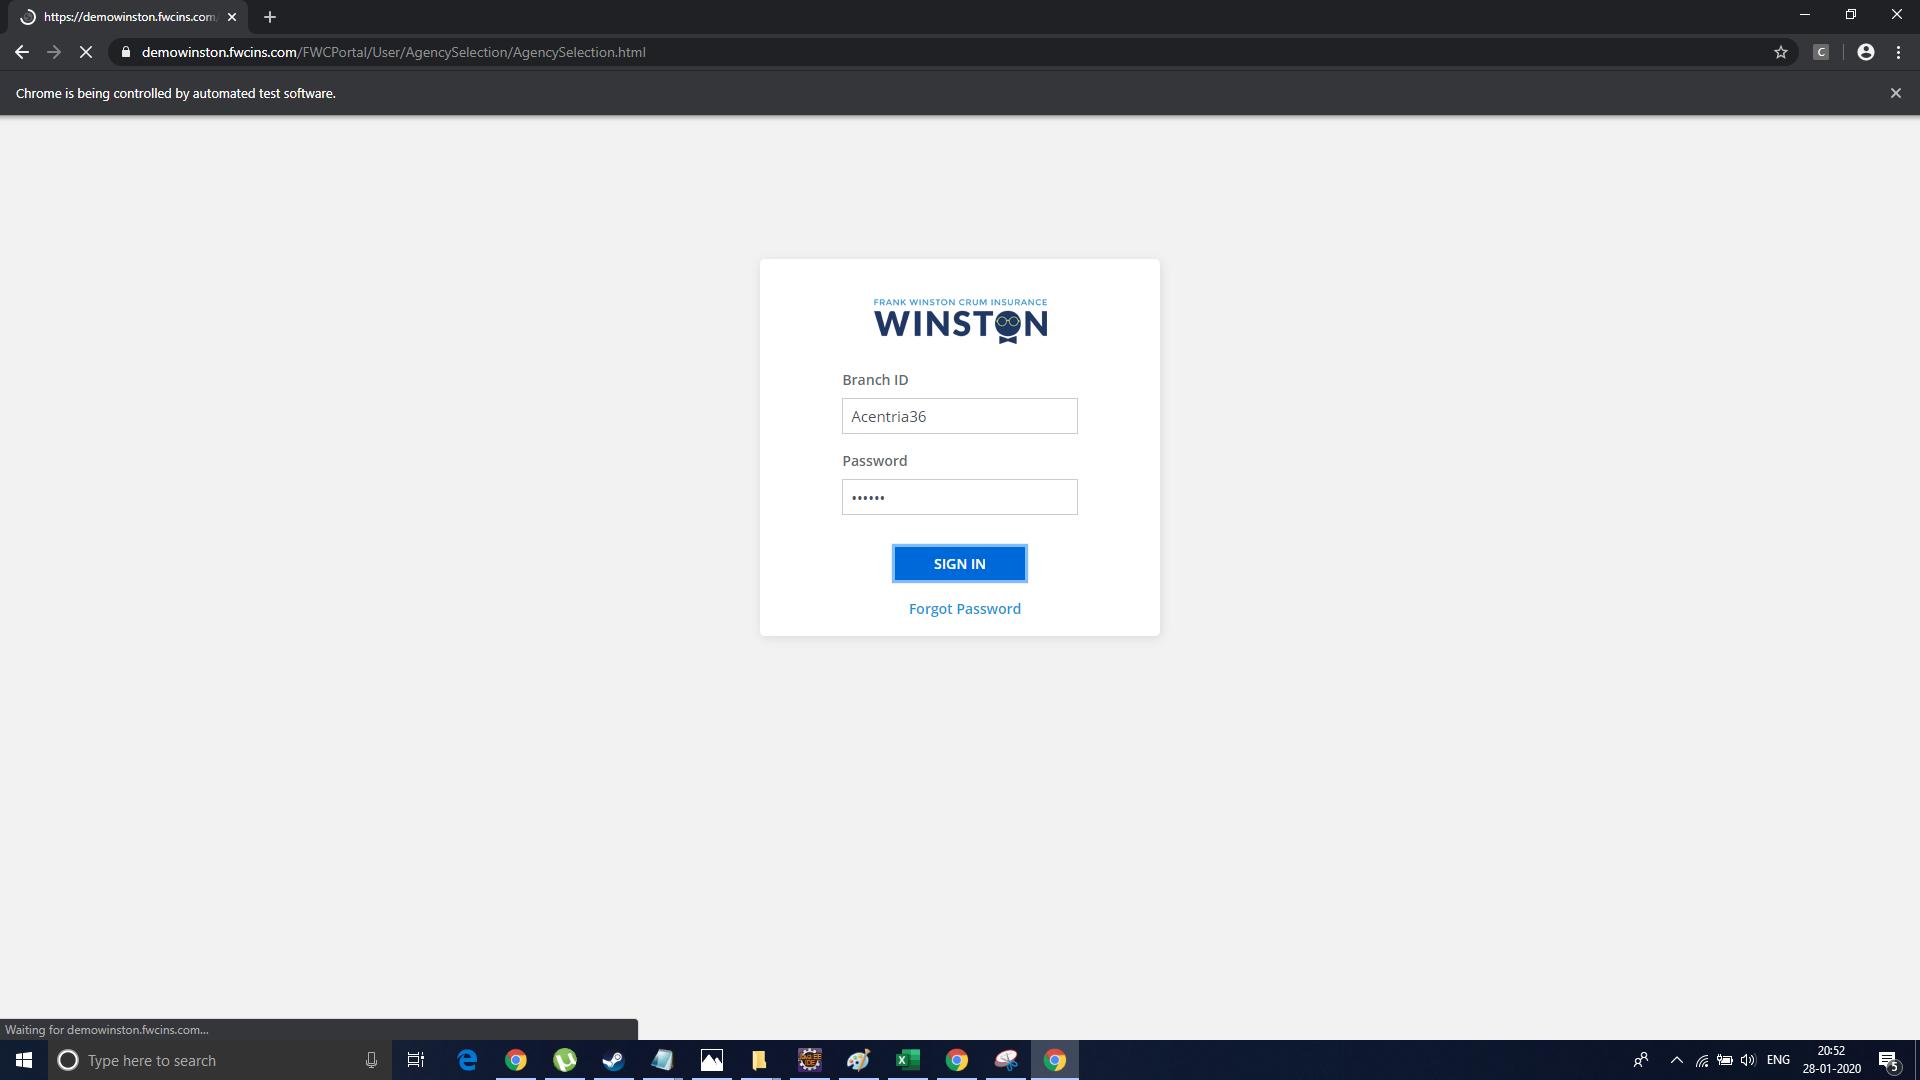 https://demowinston.fwcins.com/
demowinston.fwcins.com/FWCPortal/User/AgencySelection/AgencySelection.html
C
Chrome is being controlled by automated test software.
FRANK WINSTON CRUM INSURANCE
WINSTON
Branch ID
Acentria36
Password
••••••
SIGN IN
Forgot Password
Waiting for demowinston.fwcins.com...
Type here to search
ENG
20:52
28-01-2020
5